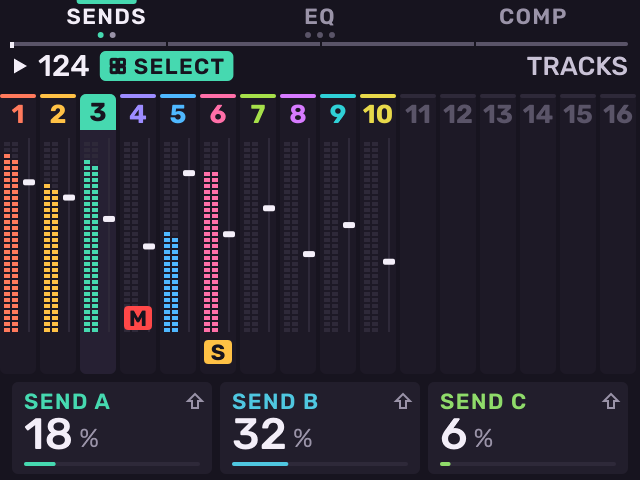 SENDS EQ COMP
124 SELECT TRACKS
1 2 3 4 5 6 7 8 9 10 11 12 13 14 15 16
M
S
SEND A SEND B SEND C
18 % 32 % 6 %